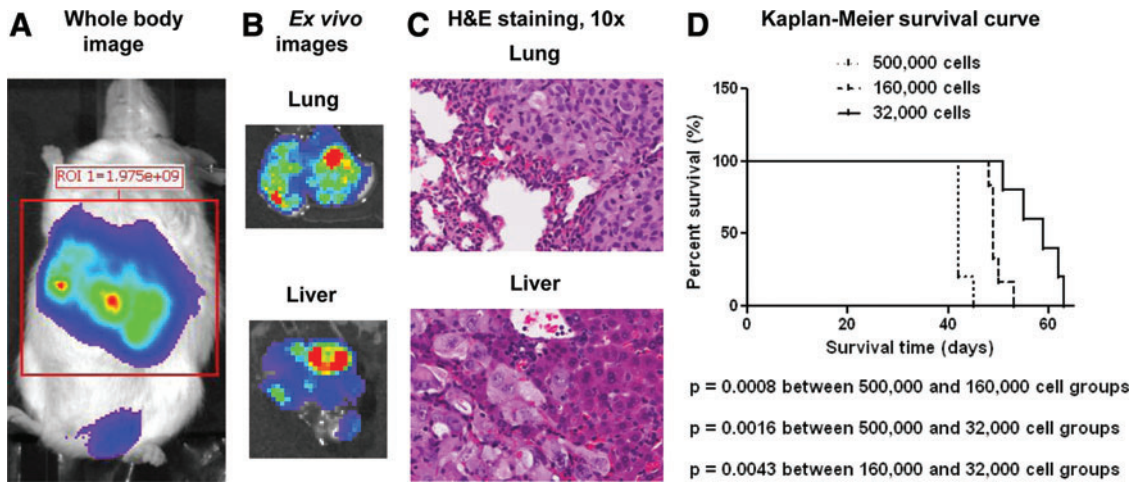 A Whole body image
B Ex vivo images
C H&E staining, 10x
D Kaplan-Meier survival curve
ROI 1=1.975e+09
Lung
Liver
Lung
Liver
500,000 cells
160,000 cells
32,000 cells
Percent survival (%)
150
100
50
0
0 20 40 60
Survival time (days)
p = 0.0008 between 500,000 and 160,000 cell groups
p = 0.0016 between 500,000 and 32,000 cell groups
p = 0.0043 between 160,000 and 32,000 cell groups